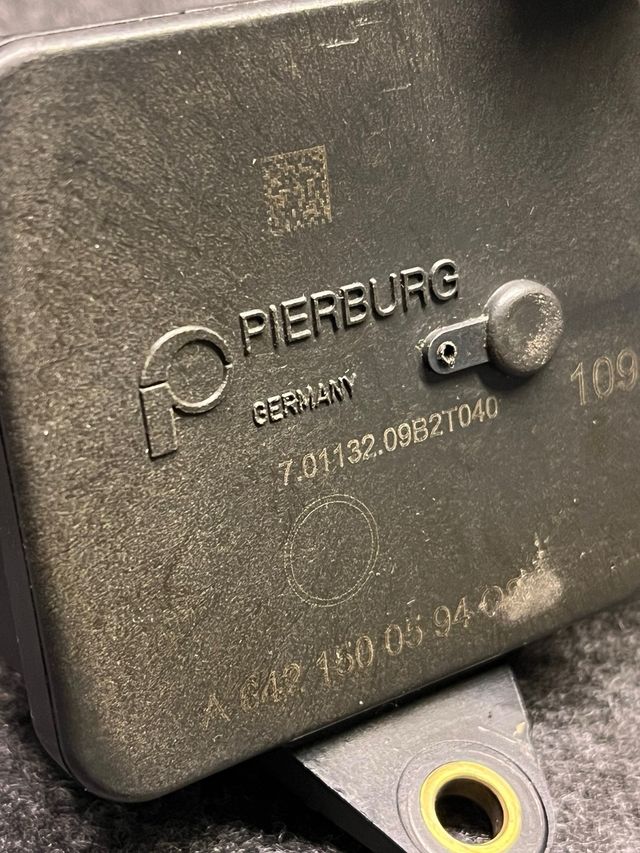 PIERBURG
GERMANY
109
7.01132.09B2T040
A 642 150 05 94